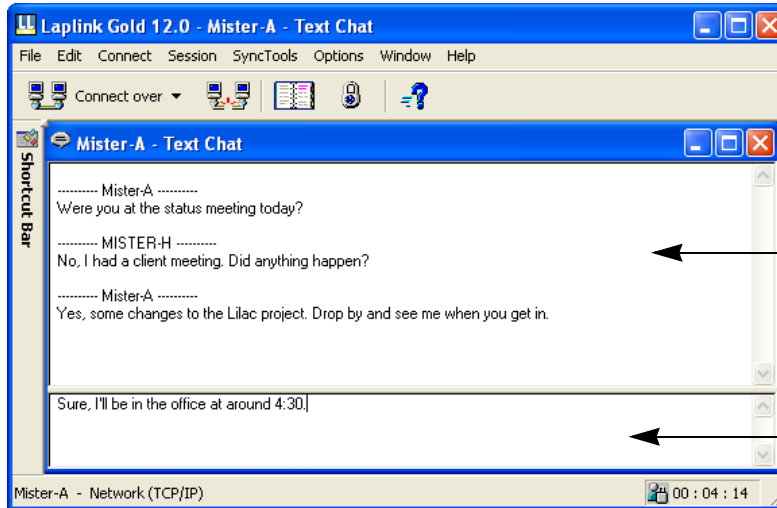 Laplink Gold 12.0 - Mister-A - Text Chat
File Edit Connect Session SyncTools Options Window Help
Connect over
Shortcut Bar
Mister-A - Text Chat
---------- Mister-A ----------
Were you at the status meeting today?
---------- MISTER-H ----------
No, I had a client meeting. Did anything happen?
---------- Mister-A ----------
Yes, some changes to the Lilac project. Drop by and see me when you get in.
Sure, I'll be in the office at around 4:30.
Mister-A - Network (TCP/IP)
00 : 04 : 14